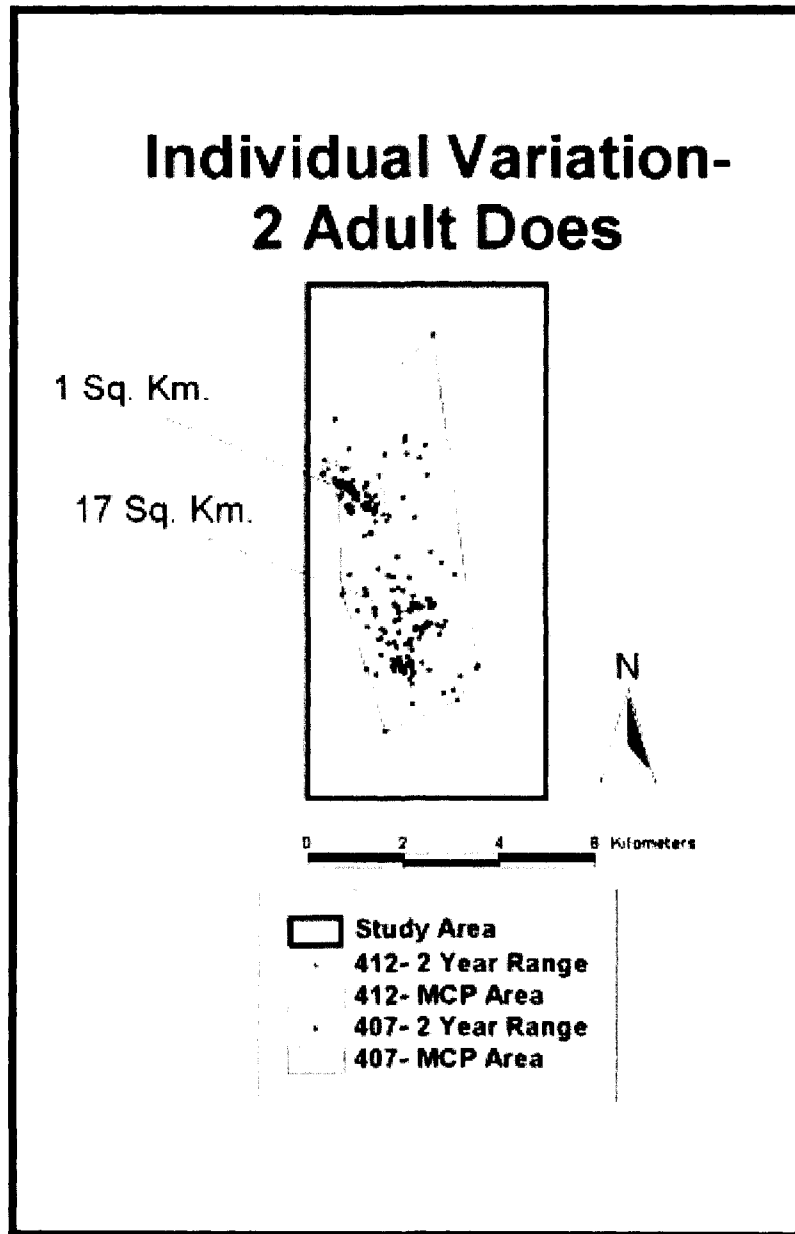 Individual Variation-
2 Adult Does
1 Sq. Km.
17 Sq. Km.
N
0 2 4 6 Kilometers
Study Area
412- 2 Year Range
412- MCP Area
407- 2 Year Range
407- MCP Area